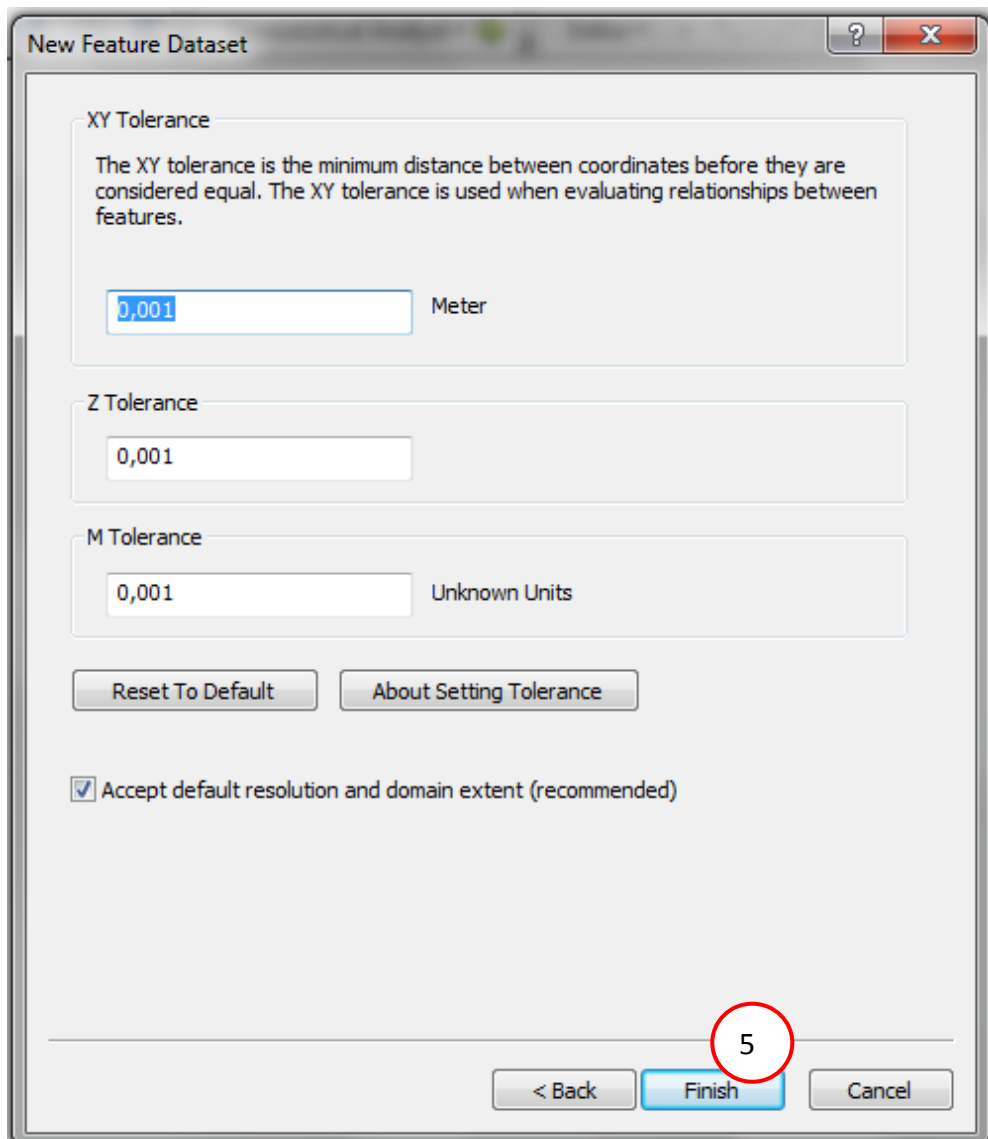 New Feature Dataset
XY Tolerance
The XY tolerance is the minimum distance between coordinates before they are
considered equal. The XY tolerance is used when evaluating relationships between
features.
0,001 Meter
Z Tolerance
0,001
M Tolerance
0,001 Unknown Units
Reset To Default About Setting Tolerance
Accept default resolution and domain extent (recommended)
5
< Back Finish Cancel